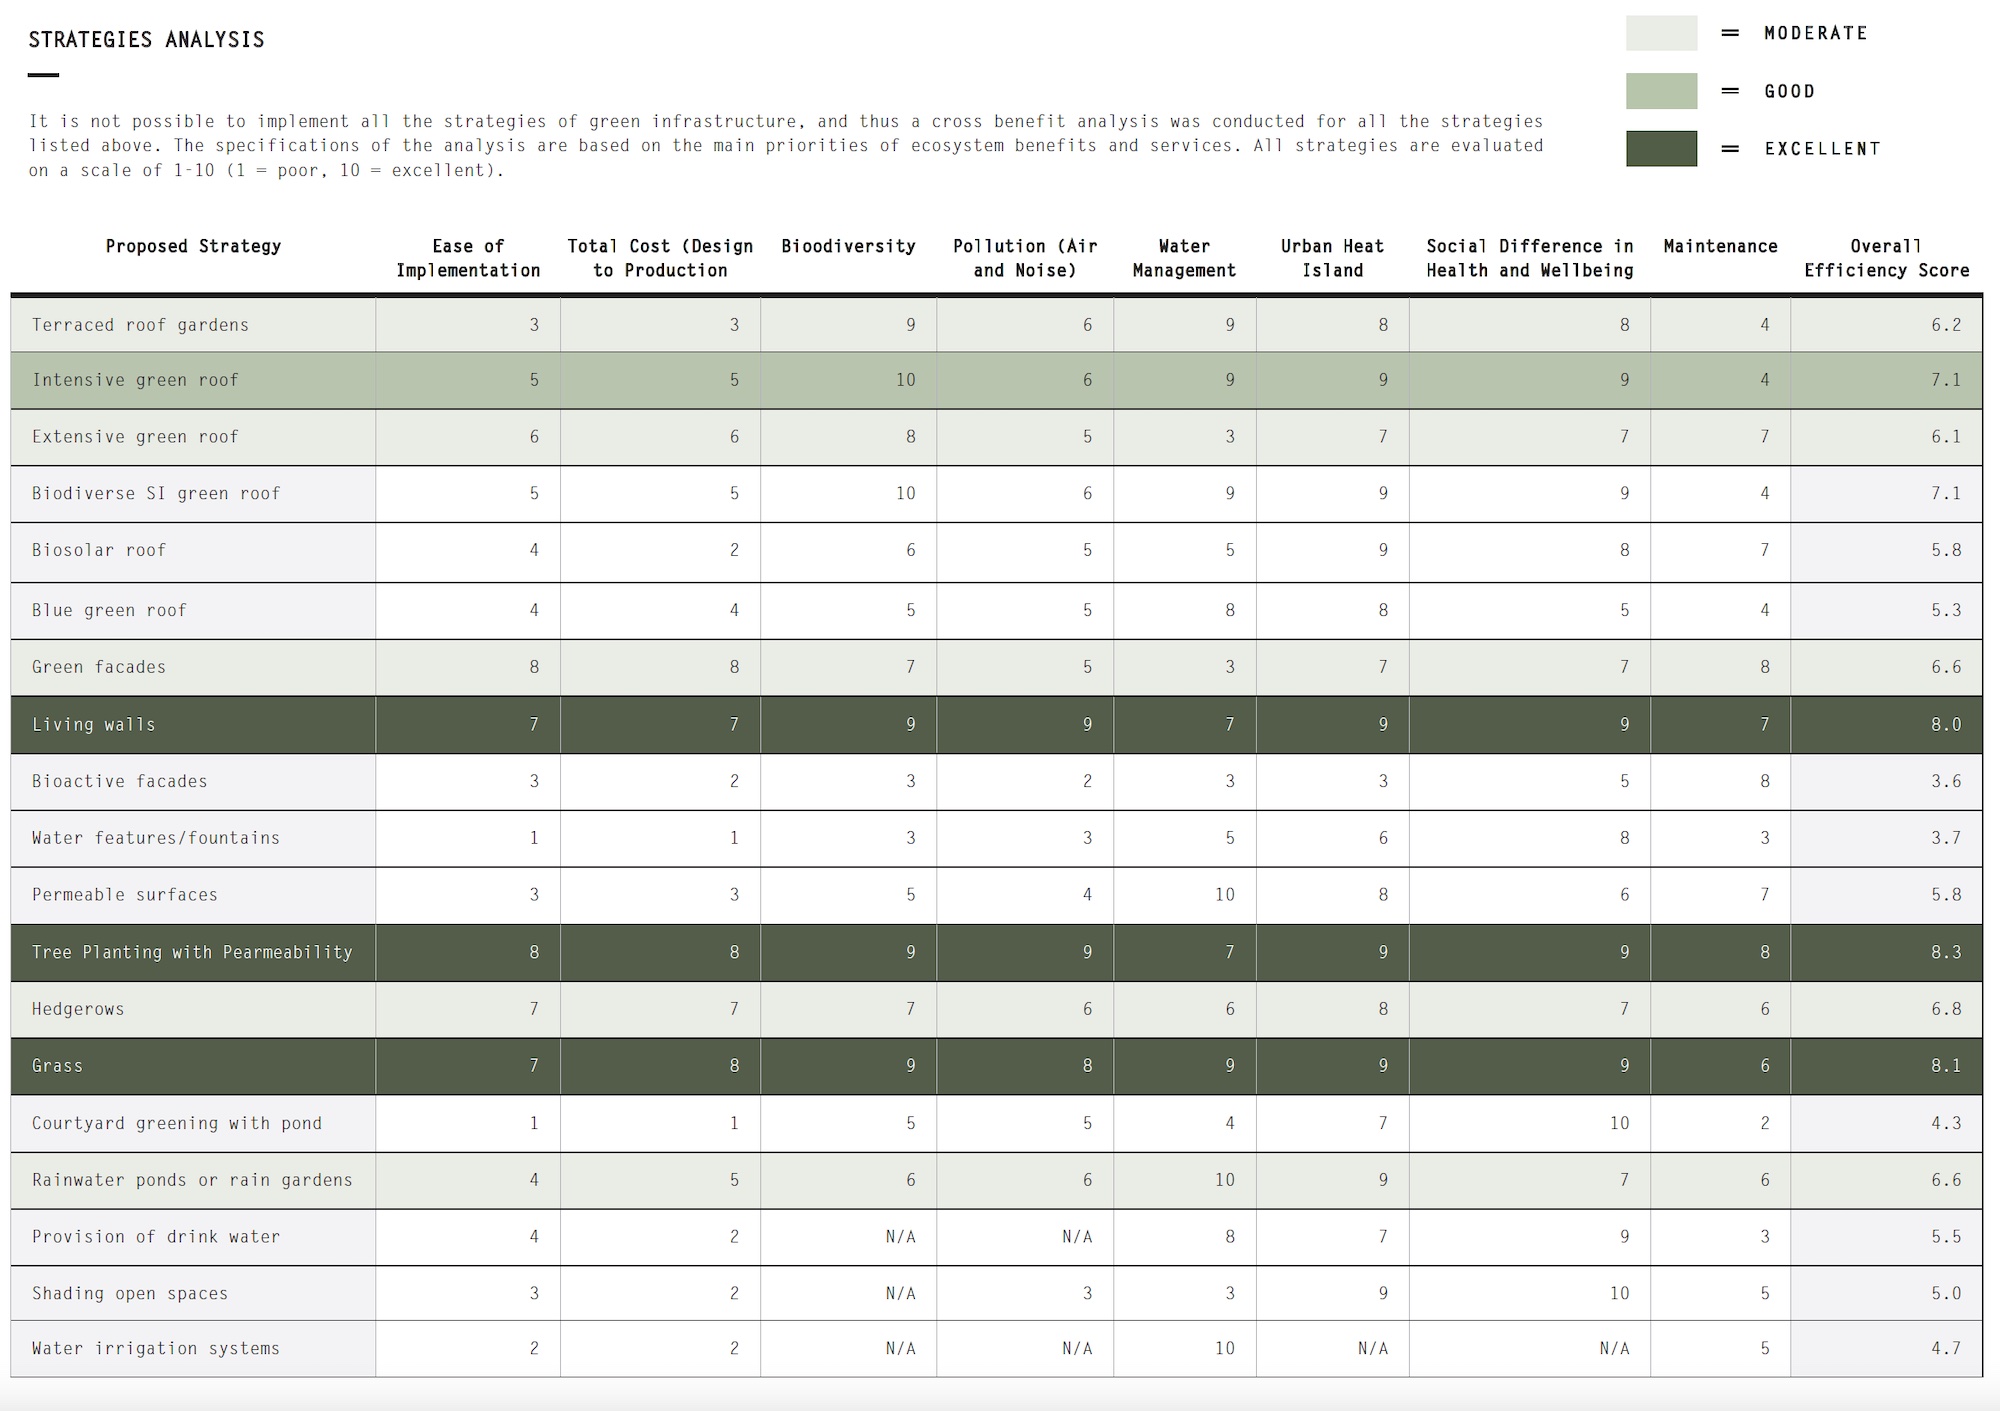 STRATEGIES ANALYSIS
= MODERATE
= GOOD
= EXCELLENT
It is not possible to implement all the strategies of green infrastructure, and thus a cross benefit analysis was conducted for all the strategies
listed above. The specifications of the analysis are based on the main priorities of ecosystem benefits and services. All strategies are evaluated
on a scale of 1-10 (1 = poor, 10 = excellent).
Proposed Strategy Ease of Implementation Total Cost (Design to Production Bioodiversity Pollution (Air and Noise) Water Management Urban Heat Island Social Difference in Health and Wellbeing Maintenance Overall Efficiency Score
Terraced roof gardens 3 3 9 6 9 8 8 4 6.2
Intensive green roof 5 5 10 6 9 9 9 4 7.1
Extensive green roof 6 6 8 5 3 7 7 7 6.1
Biodiverse SI green roof 5 5 10 6 9 9 9 4 7.1
Biosolar roof 4 2 6 5 5 9 8 7 5.8
Blue green roof 4 4 5 5 8 8 5 4 5.3
Green facades 8 8 7 5 3 7 7 8 6.6
Living walls 7 7 9 9 7 9 9 7 8.0
Bioactive facades 3 2 3 2 3 3 5 8 3.6
Water features/fountains 1 1 3 3 5 6 8 3 3.7
Permeable surfaces 3 3 5 4 10 8 6 7 5.8
Tree Planting with Pearmeability 8 8 9 9 7 9 9 8 8.3
Hedgerows 7 7 7 6 6 8 7 6 6.8
Grass 7 8 9 8 9 9 9 6 8.1
Courtyard greening with pond 1 1 5 5 4 7 10 2 4.3
Rainwater ponds or rain gardens 4 5 6 6 10 9 7 6 6.6
Provision of drink water 4 2 N/A N/A 8 7 9 3 5.5
Shading open spaces 3 2 N/A 3 3 9 10 5 5.0
Water irrigation systems 2 2 N/A N/A 10 N/A N/A 5 4.7